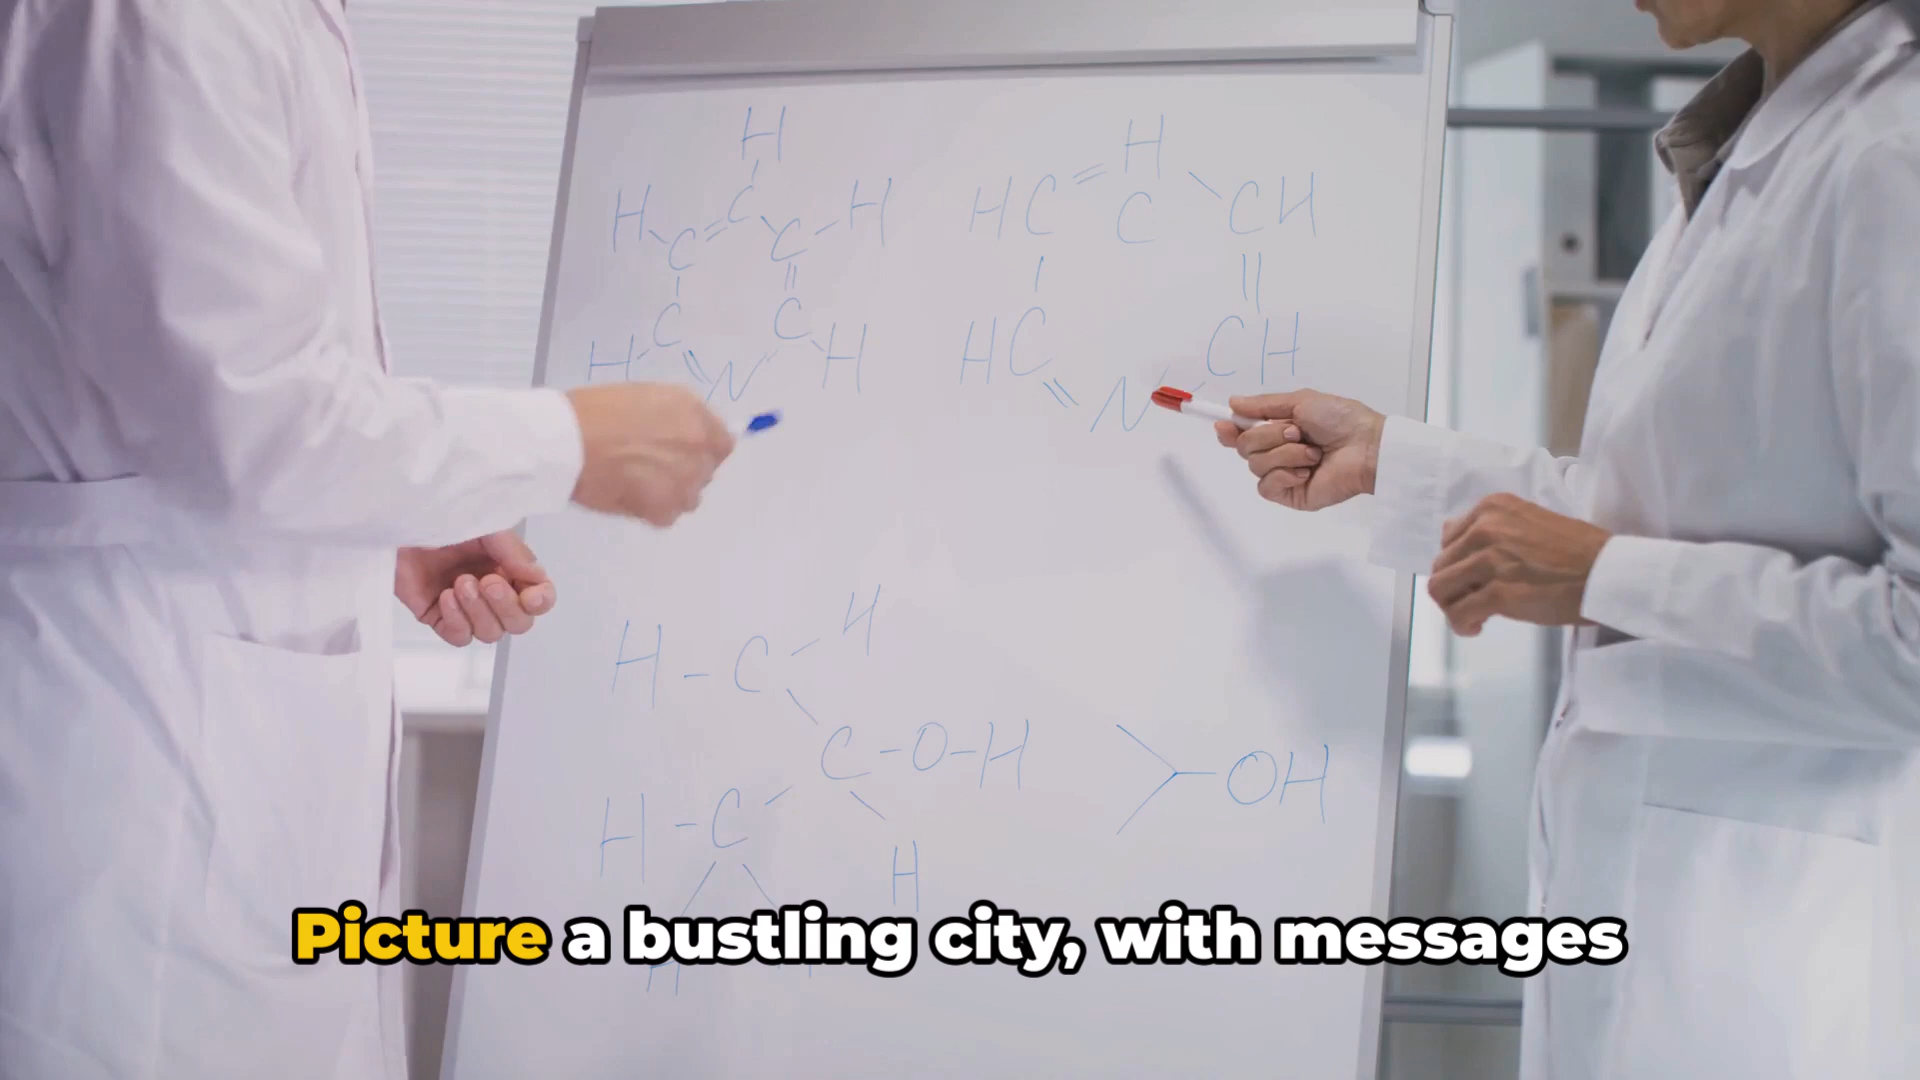 H H
H C C C H HC C CH
C C HC CH
H N H N
H - C H
C - O - H OH
H - C
H
Picture a bustling city, with messages
H H